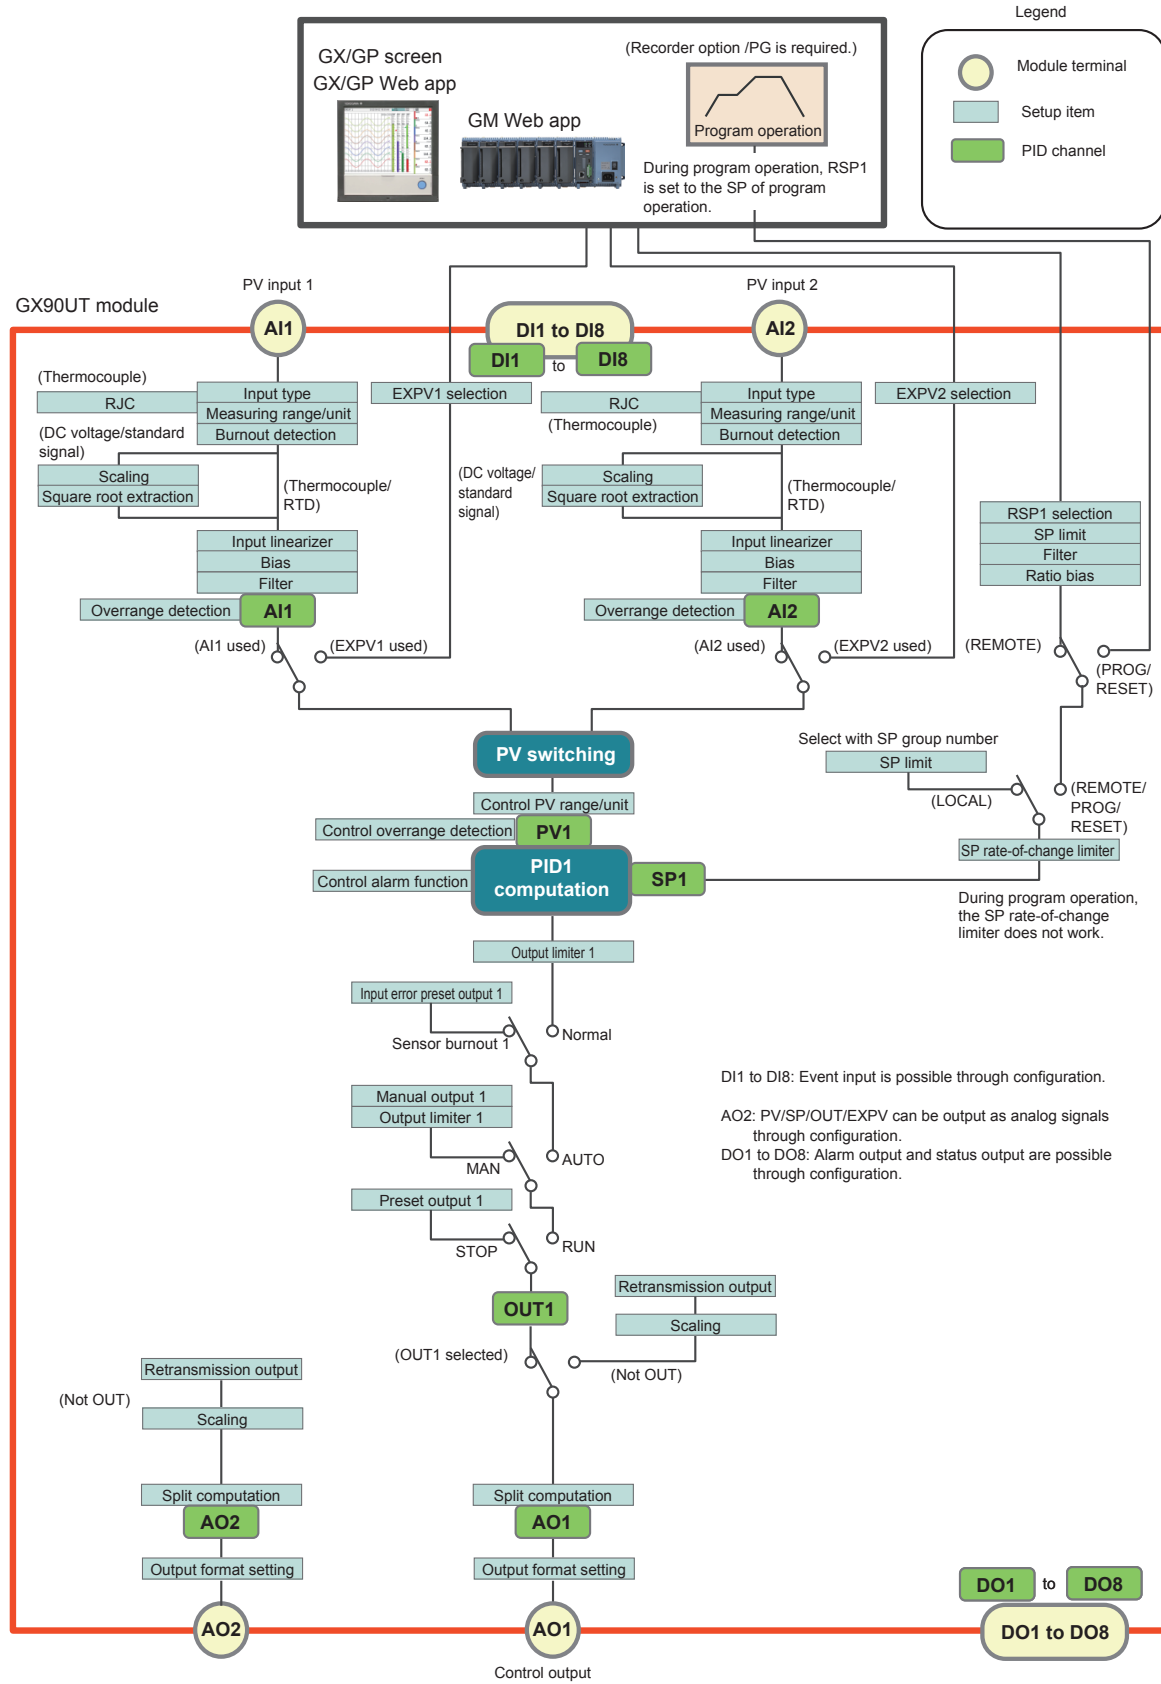 Legend
Module terminal
Setup item
PID channel
GX/GP screen
GX/GP Web app
GM Web app
(Recorder option /PG is required.)
Program operation
During program operation, RSP1
is set to the SP of program
operation.
GX90UT module
PV input 1
AI1
DI1 to DI8
DI1
to
DI8
PV input 2
AI2
(Thermocouple)
RJC
Input type
Measuring range/unit
Burnout detection
(DC voltage/standard
signal)
Scaling
Square root extraction
(Thermocouple/
RTD)
Input linearizer
Bias
Filter
Overrange detection
AI1
(AI1 used)
(EXPV1 used)
EXPV1 selection
RJC
(Thermocouple)
Input type
Measuring range/unit
Burnout detection
(DC voltage/
standard
signal)
Scaling
Square root extraction
(Thermocouple/
RTD)
Input linearizer
Bias
Filter
Overrange detection
AI2
(AI2 used)
(EXPV2 used)
EXPV2 selection
RSP1 selection
SP limit
Filter
Ratio bias
(REMOTE)
(PROG/
RESET)
PV switching
Control PV range/unit
Control overrange detection
PV1
Control alarm function
PID1
computation
SP1
Select with SP group number
SP limit
(LOCAL)
(REMOTE/
PROG/
RESET)
SP rate-of-change limiter
During program operation,
the SP rate-of-change
limiter does not work.
Output limiter 1
Input error preset output 1
Sensor burnout 1
Normal
Manual output 1
Output limiter 1
MAN
AUTO
Preset output 1
STOP
RUN
DI1 to DI8: Event input is possible through configuration.
AO2: PV/SP/OUT/EXPV can be output as analog signals
through configuration.
DO1 to DO8: Alarm output and status output are possible
through configuration.
OUT1
Retransmission output
Scaling
(OUT1 selected)
(Not OUT)
Retransmission output
(Not OUT)
Scaling
Split computation
AO2
Output format setting
AO2
Split computation
AO1
Output format setting
AO1
Control output
DO1
to
DO8
DO1 to DO8